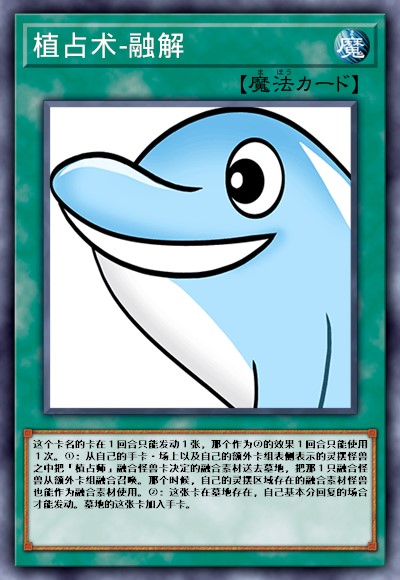 植占术-融解
魔
【魔法カード】
这个卡名的卡在1回合只能发动1张，那个作为②的效果1回合只能使用
1次。①：从自己的手卡·场上以及自己的额外卡组表侧表示的灵摆怪兽
之中把「植占师」融合怪兽卡决定的融合素材送去墓地，把那1只融合怪
兽从额外卡组融合召唤。那个时候，自己的灵摆区域存在的融合素材怪兽
也能作为融合素材使用。②：这张卡在墓地存在，自己基本分回复的场合
才能发动。墓地的这张卡加入手卡。